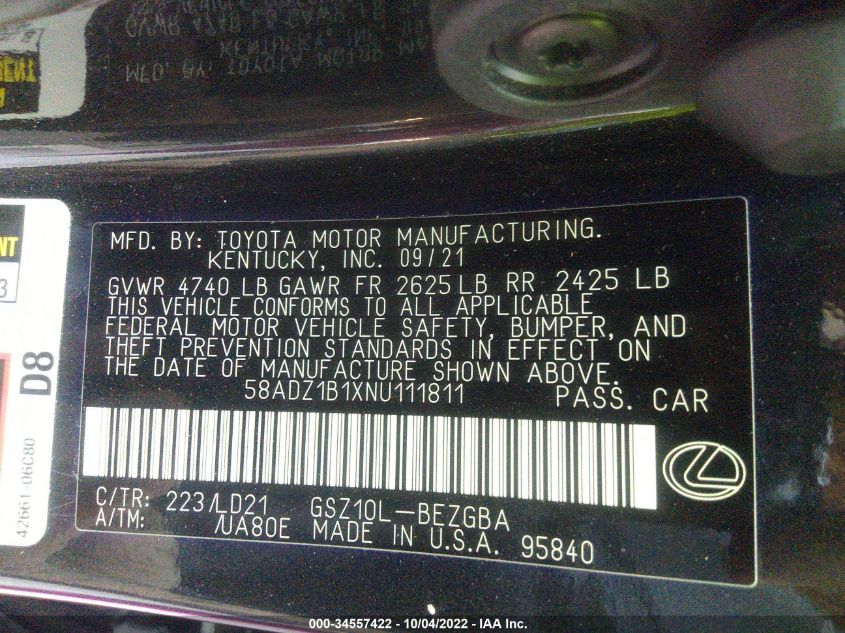 MFD. BY: TOYOTA MOTOR MANUFACTURING.
KENTUCKY, INC. 09/21
GVWR 4740 LB GAWR FR 2625 LB RR 2425 LB
THIS VEHICLE CONFORMS TO ALL APPLICABLE
FEDERAL MOTOR VEHICLE SAFETY, BUMPER, AND
THEFT PREVENTION STANDARDS IN EFFECT ON
THE DATE OF MANUFACTURE SHOWN ABOVE.
58ADZ1B1XNU111811 PASS. CAR
C/TR: 223/LD21 GSZ10L-BEZGBA
A/TM: /UA80E MADE IN U.S.A. 95840
D8
42661-06C80
000-34557422 - 10/04/2022 - IAA Inc.